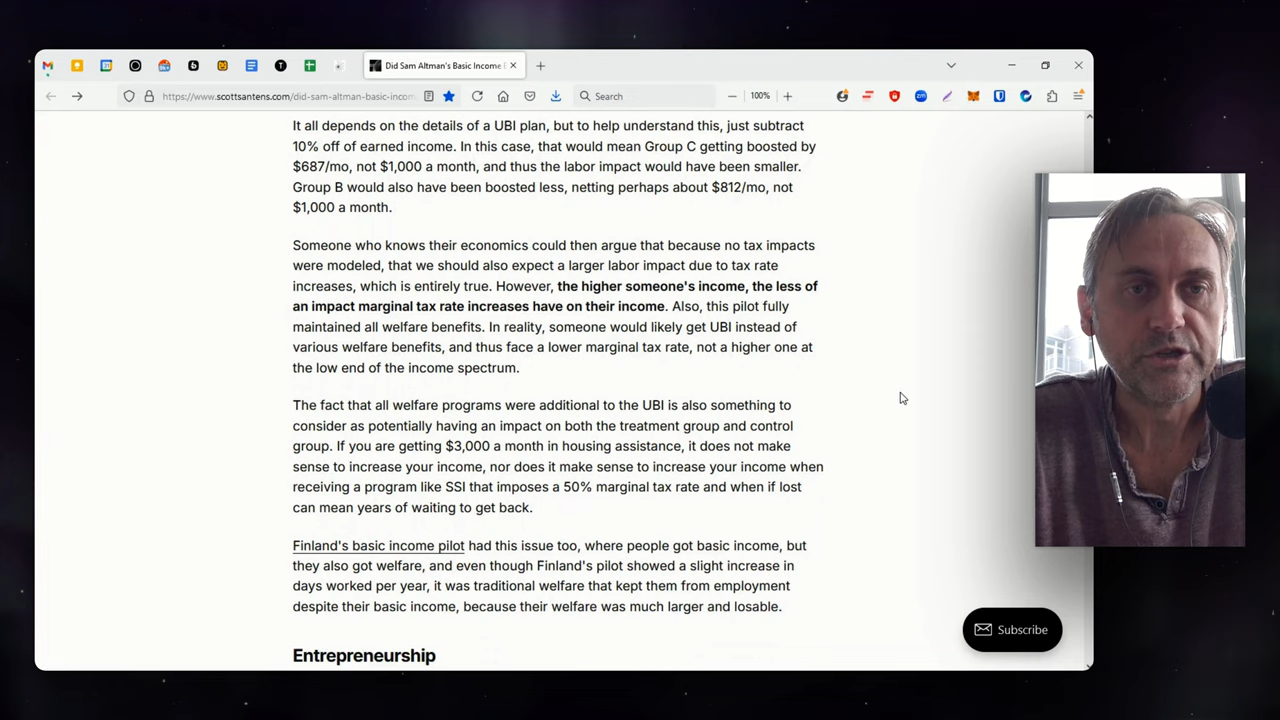 Did Sam Altman's Basic Income E
https://www.scottsantens.com/did-sam-altman-basic-incom
Search
100%
It all depends on the details of a UBI plan, but to help understand this, just subtract
10% off of earned income. In this case, that would mean Group C getting boosted by
$687/mo, not $1,000 a month, and thus the labor impact would have been smaller.
Group B would also have been boosted less, netting perhaps about $812/mo, not
$1,000 a month.
Someone who knows their economics could then argue that because no tax impacts
were modeled, that we should also expect a larger labor impact due to tax rate
increases, which is entirely true. However, the higher someone's income, the less of
an impact marginal tax rate increases have on their income. Also, this pilot fully
maintained all welfare benefits. In reality, someone would likely get UBI instead of
various welfare benefits, and thus face a lower marginal tax rate, not a higher one at
the low end of the income spectrum.
The fact that all welfare programs were additional to the UBI is also something to
consider as potentially having an impact on both the treatment group and control
group. If you are getting $3,000 a month in housing assistance, it does not make
sense to increase your income, nor does it make sense to increase your income when
receiving a program like SSI that imposes a 50% marginal tax rate and when if lost
can mean years of waiting to get back.
Finland's basic income pilot had this issue too, where people got basic income, but
they also got welfare, and even though Finland's pilot showed a slight increase in
days worked per year, it was traditional welfare that kept them from employment
despite their basic income, because their welfare was much larger and losable.
Subscribe
Entrepreneurship